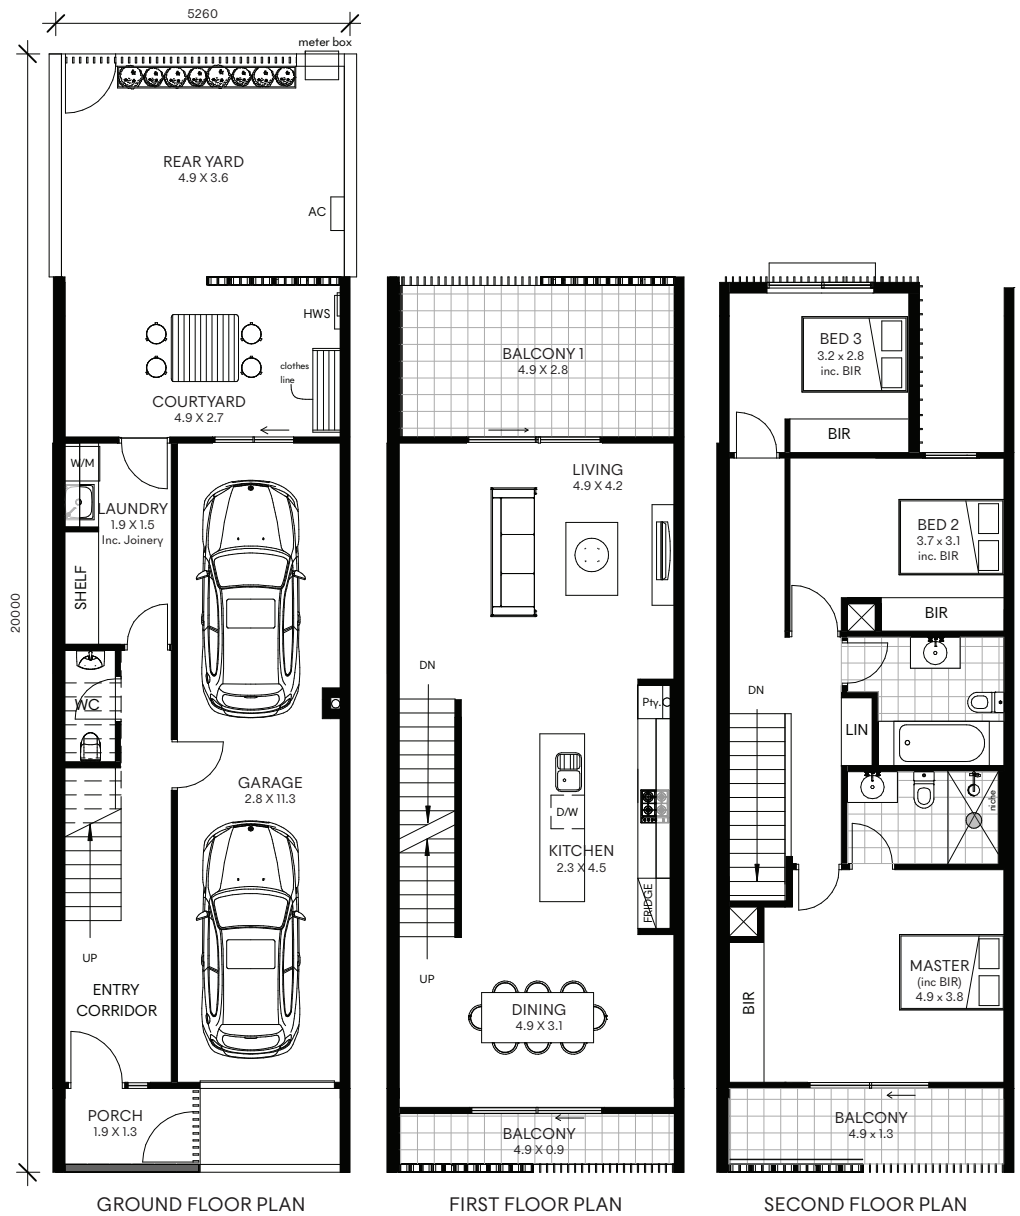 5260
meter box
REAR YARD
4.9 X 3.6
AC
HWS
clothes
line
COURTYARD
4.9 X 2.7
W/M
LAUNDRY
1.9 X 1.5
Inc. Joinery
SHELF
20000
WC
GARAGE
2.8 X 11.3
UP
ENTRY
CORRIDOR
PORCH
1.9 X 1.3
GROUND FLOOR PLAN
BALCONY 1
4.9 X 2.8
LIVING
4.9 X 4.2
DN
Pty.C
D/W
KITCHEN
2.3 X 4.5
FRIDGE
UP
DINING
4.9 X 3.1
BALCONY
4.9 X 0.9
FIRST FLOOR PLAN
BED 3
3.2 x 2.8
inc. BIR
BIR
BED 2
3.7 x 3.1
inc. BIR
BIR
DN
LIN
niche
MASTER
(inc BIR)
4.9 x 3.8
BIR
BALCONY
4.9 x 1.3
SECOND FLOOR PLAN